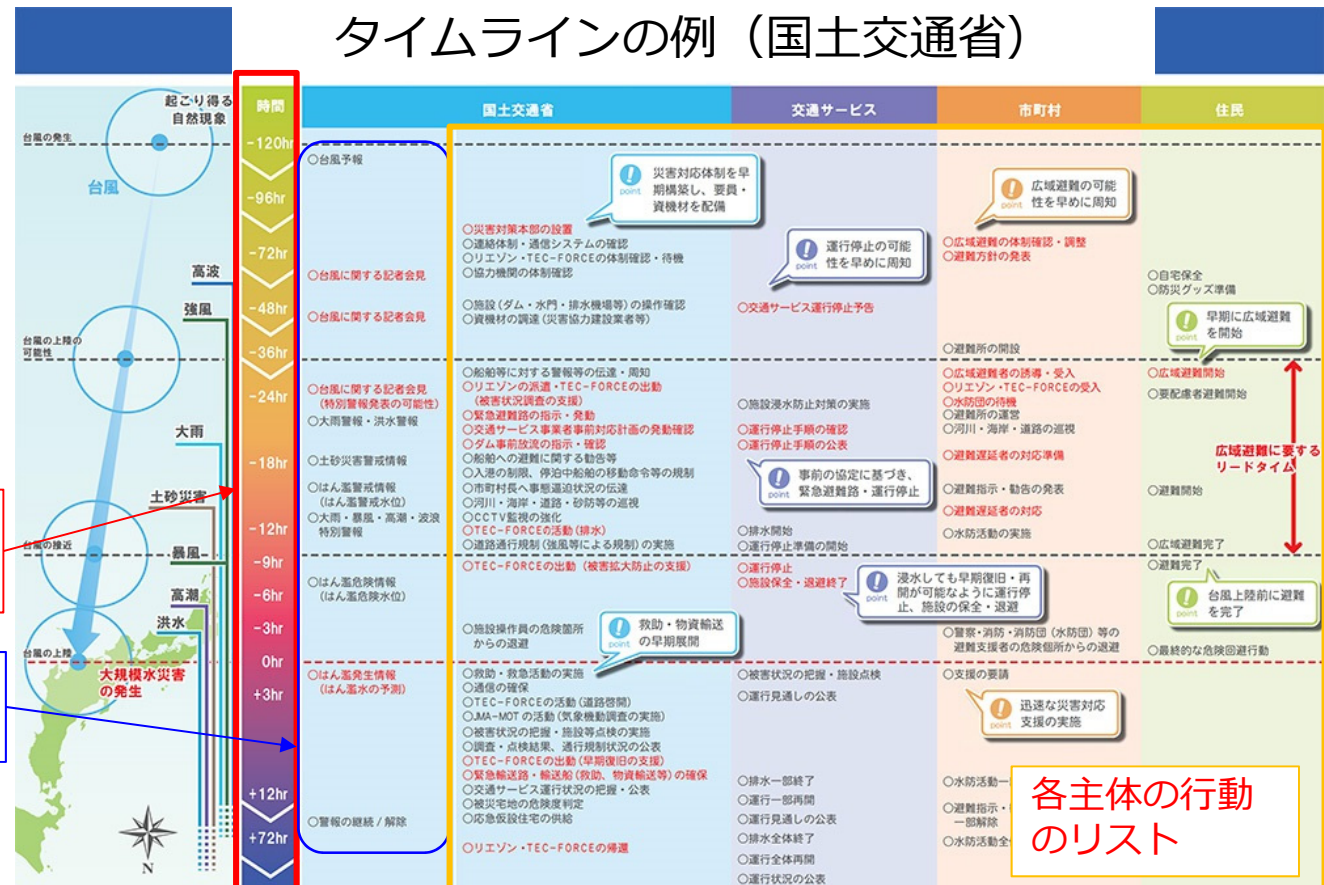 タイムラインの例（国土交通省）
起こり得る
自然現象
時間
国土交通省
交通サービス
市町村
住民
台風の発生
台風
高波
強風
台風の上陸の
可能性
大雨
土砂災害
台風の接近
暴風
高潮
洪水
台風の上陸
大規模水災害
の発生
N
-120hr
-96hr
-72hr
-48hr
-36hr
-24hr
-18hr
-12hr
-9hr
-6hr
-3hr
0hr
+3hr
+12hr
+72hr
○台風予報
○台風に関する記者会見
○台風に関する記者会見
○台風に関する記者会見
(特別警報発表の可能性)
○大雨警報・洪水警報
○土砂災害警戒情報
○はん濫警戒情報
(はん濫警戒水位)
○大雨・暴風・高潮・波浪
特別警報
○はん濫危険情報
(はん濫危険水位)
○はん濫発生情報
(はん濫水の予測)
○警報の継続/解除
point
災害対応体制を早
期構築し、要員・
資機材を配備
○災害対策本部の設置
○連絡体制・通信システムの確認
○リエゾン・TEC-FORCEの体制確認・待機
○協力機関の体制確認
○施設(ダム・水門・排水機場等)の操作確認
○資機材の調達(災害協力建設業者等)
○船舶等に対する警報等の伝達・周知
○リエゾンの派遣・TEC-FORCEの出動
(被害状況調査の支援)
○緊急避難路の指示・発動
○交通サービス事業者事前対応計画の発動確認
○ダム事前放流の指示・確認
○船舶への避難に関する勧告等
○入港の制限、停泊中船舶の移動命令等の規制
○市町村長へ事態逼迫状況の伝達
○河川・海岸・道路・砂防等の巡視
○CCTV監視の強化
○TEC-FORCEの活動(排水)
○道路通行規制(強風等による規制)の実施
○TEC-FORCEの出動（被害拡大防止の支援）
○施設操作員の危険箇所
からの退避
point
救助・物資輸送
の早期展開
○救助・救急活動の実施
○通信の確保
○TEC-FORCEの活動(道路啓開)
○JMA-MOTの活動(気象機動調査の実施)
○被害状況の把握・施設等点検の実施
○調査・点検結果、通行規制状況の公表
○TEC-FORCEの出動(早期復旧の支援)
○緊急輸送路・輸送船(救助、物資輸送等)の確保
○交通サービス運行状況の把握・公表
○被災宅地の危険度判定
○応急仮設住宅の供給
○リエゾン・TEC-FORCEの帰還
point
運行停止の可能
性を早めに周知
○交通サービス運行停止予告
○施設浸水防止対策の実施
○運行停止手順の確認
○運行停止手順の公表
point
事前の協定に基づき、
緊急避難路・運行停止
○排水開始
○運行停止準備の開始
○運行停止
○施設保全・退避終了
point
浸水しても早期復旧・再
開が可能なように運行停
止、施設の保全・退避
○被害状況の把握・施設点検
○運行見通しの公表
○排水一部終了
○運行一部再開
○運行見通しの公表
○排水全体終了
○運行全体再開
○運行状況の公表
point
広域避難の可能
性を早めに周知
○広域避難の体制確認・調整
○避難方針の発表
○避難所の開設
○広域避難者の誘導・受入
○リエゾン・TEC-FORCEの受入
○水防団の待機
○避難所の運営
○河川・海岸・道路の巡視
○避難遅延者の対応準備
○避難指示・勧告の発表
○避難遅延者の対応
○水防活動の実施
○警察・消防・消防団(水防団)等の
避難支援者の危険個所からの退避
○支援の要請
point
迅速な災害対応
支援の実施
○水防活動一
○避難指示・
一部解除
○水防活動全
○自宅保全
○防災グッズ準備
point
早期に広域避難
を開始
○広域避難開始
○要配慮者避難開始
広域避難に要する
リードタイム
○避難開始
○広域避難完了
○避難完了
point
台風上陸前に避難
を完了
○最終的な危険回避行動
各主体の行動
のリスト